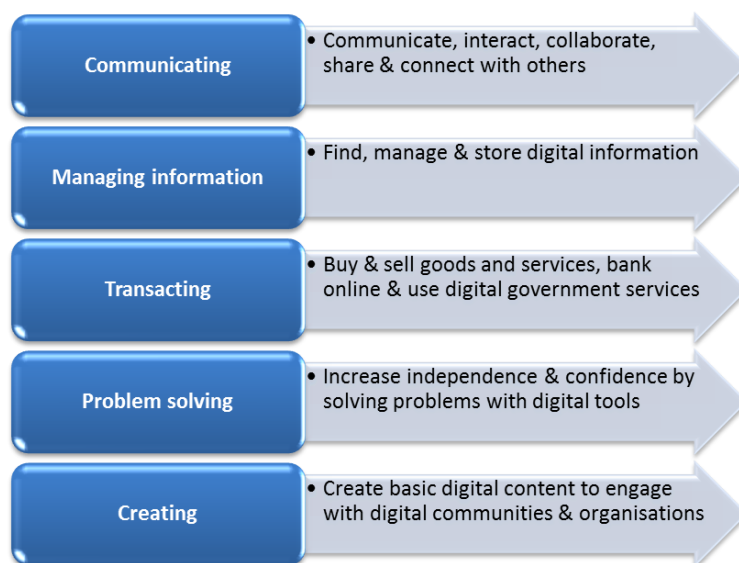 Communicating
• Communicate, interact, collaborate,
share & connect with others
Managing information
• Find, manage & store digital information
Transacting
• Buy & sell goods and services, bank
online & use digital government services
Problem solving
• Increase independence & confidence by
solving problems with digital tools
Creating
• Create basic digital content to engage
with digital communities & organisations